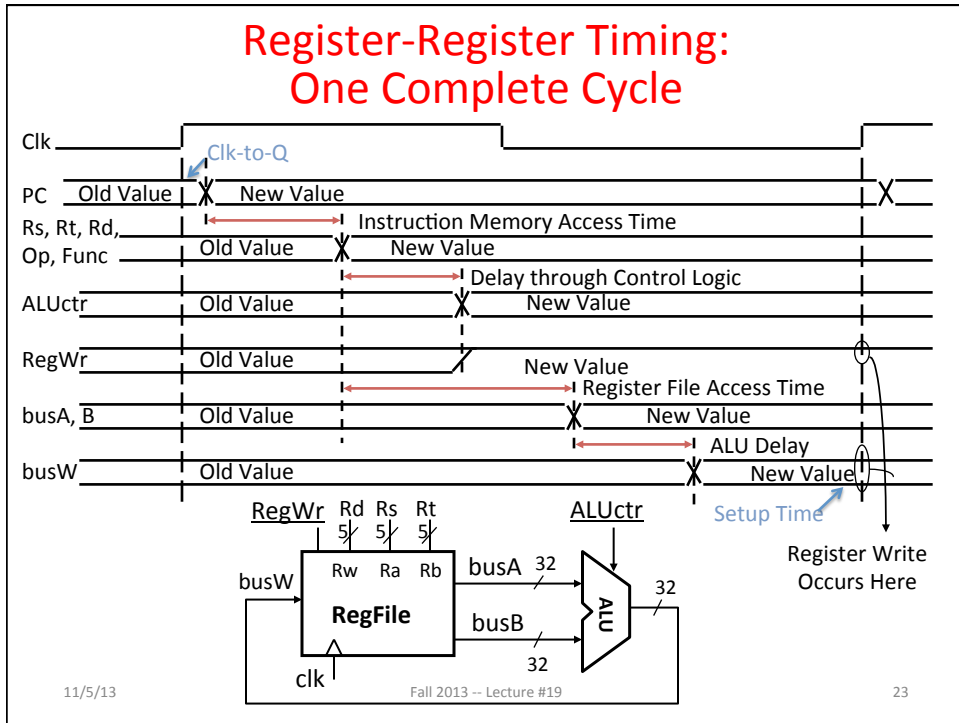 Register-Register Timing:
One Complete Cycle
Clk
Clk-to-Q
PC Old Value New Value
Rs, Rt, Rd, Instruction Memory Access Time
Op, Func Old Value New Value
Delay through Control Logic
ALUctr Old Value New Value
RegWr Old Value New Value
Register File Access Time
busA, B Old Value New Value
ALU Delay
busW Old Value New Value
Setup Time
Register Write
Occurs Here
RegWr Rd Rs Rt ALUctr
5 5 5
busW Rw Ra Rb busA 32 32
RegFile ALU
busB
32
clk
11/5/13 Fall 2013 -- Lecture #19 23